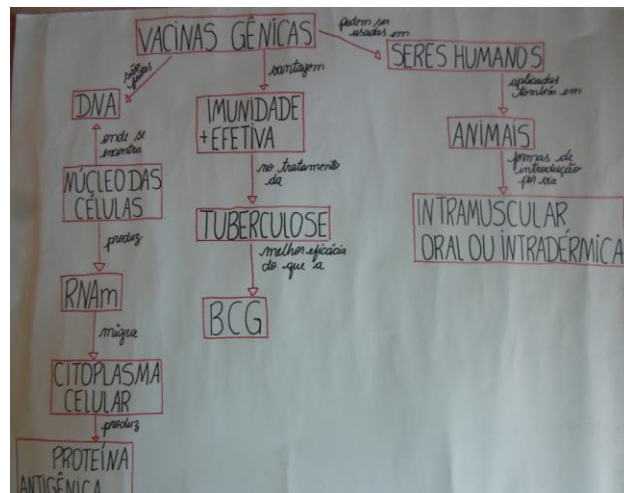 VACINAS GÊNICAS
são
feitas
DNA
onde se
encontra
NÚCLEO DAS
CÉLULAS
produz
RNAm
migra
CITOPLASMA
CELULAR
produz
PROTEÍNA
ANTIGÊNICA
vantagem
IMUNIDADE
+ EFETIVA
no tratamento
da
TUBERCULOSE
melhor eficácia
do que a
BCG
podem ser
usadas em
SERES HUMANOS
aplicadas
também em
ANIMAIS
formas de
introdução
por via
INTRAMUSCULAR
ORAL OU INTRADÉRMICA